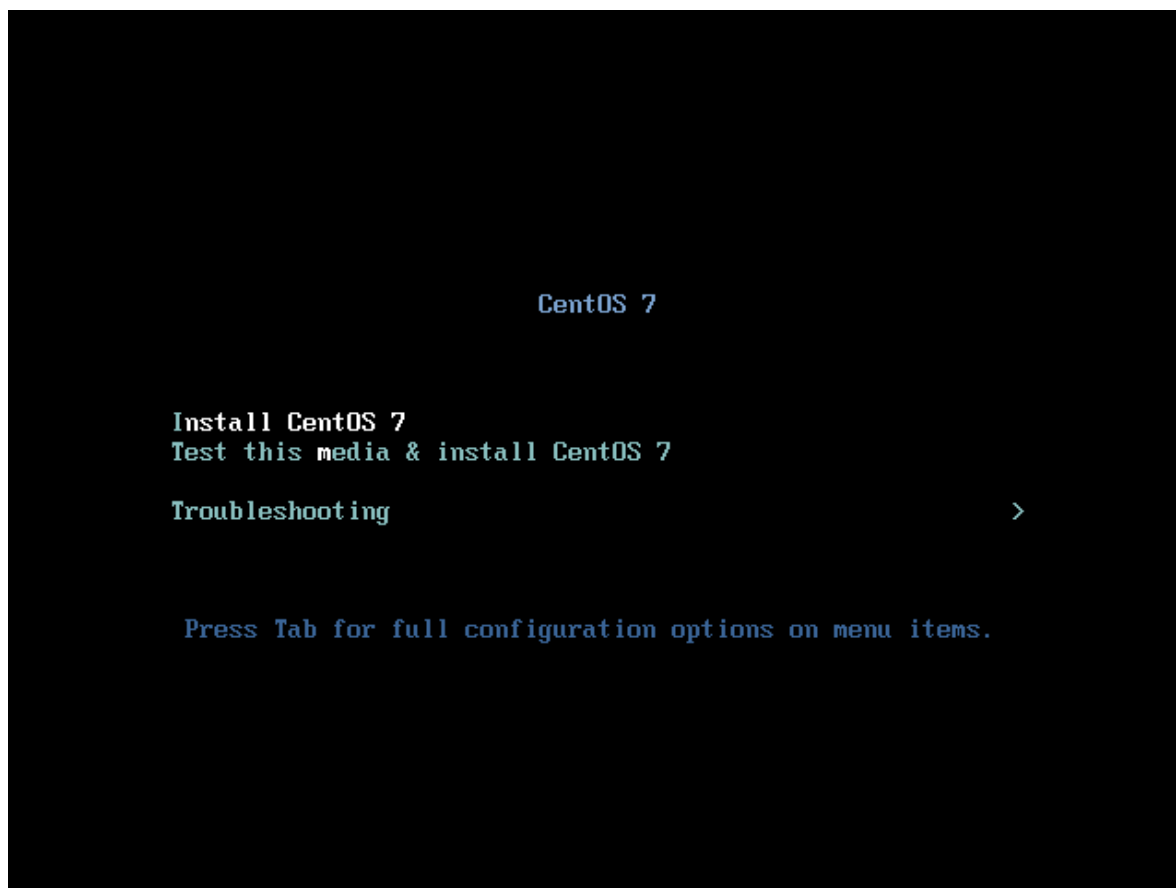 CentOS 7
Install CentOS 7
Test this media & install CentOS 7
Troubleshooting >
Press Tab for full configuration options on menu items.